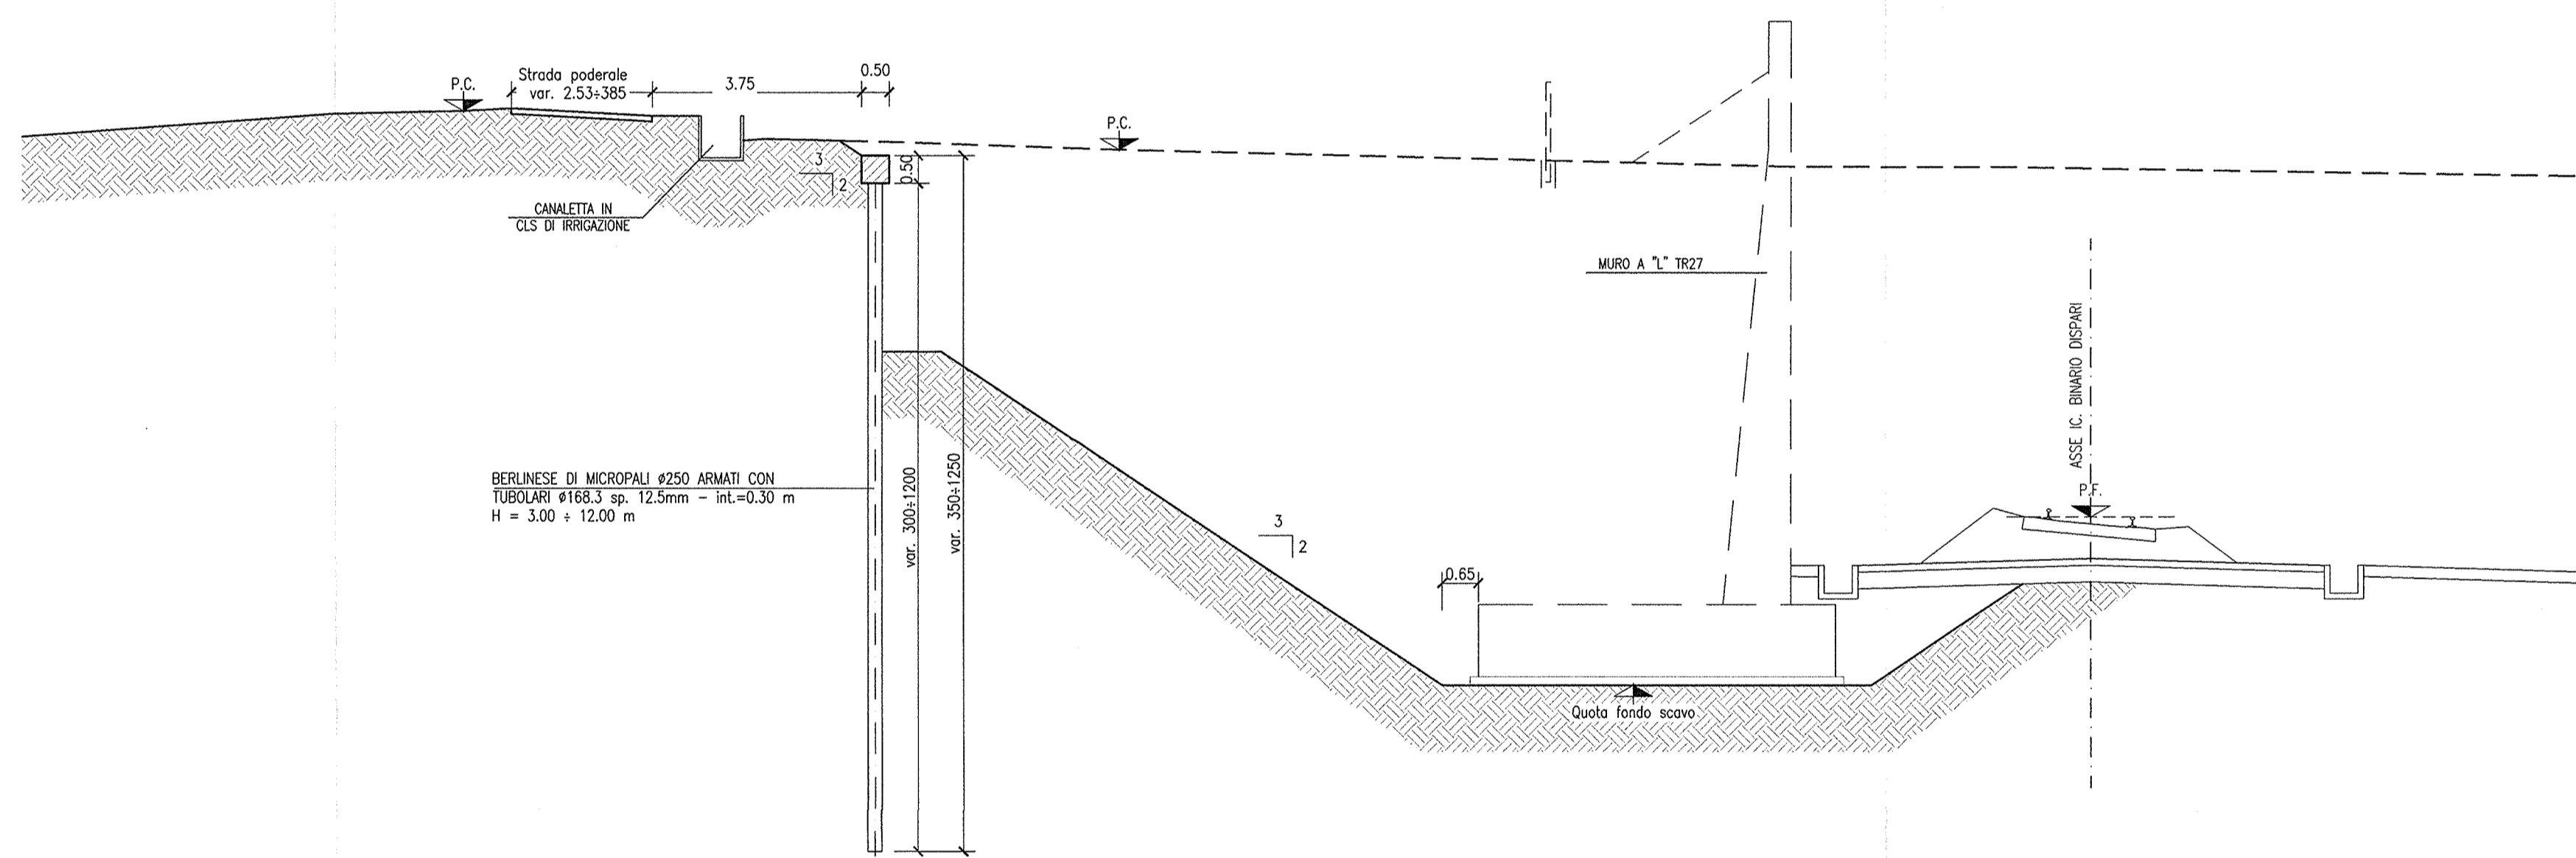 P.C.
Strada poderale
var. 2.53÷385
3.75
0.50
P.C.
0.50
3
2
CANALETTA IN
CLS DI IRRIGAZIONE
MURO A "L" TR27
ASSE IC. BINARIO DISPARI
P.F.
BERLINESE DI MICROPALI ø250 ARMATI CON
TUBOLARI ø168.3 sp. 12.5mm – int.=0.30 m
H = 3.00 ÷ 12.00 m
var. 300÷1200
var. 350÷1250
3
2
0.65
Quota fondo scavo